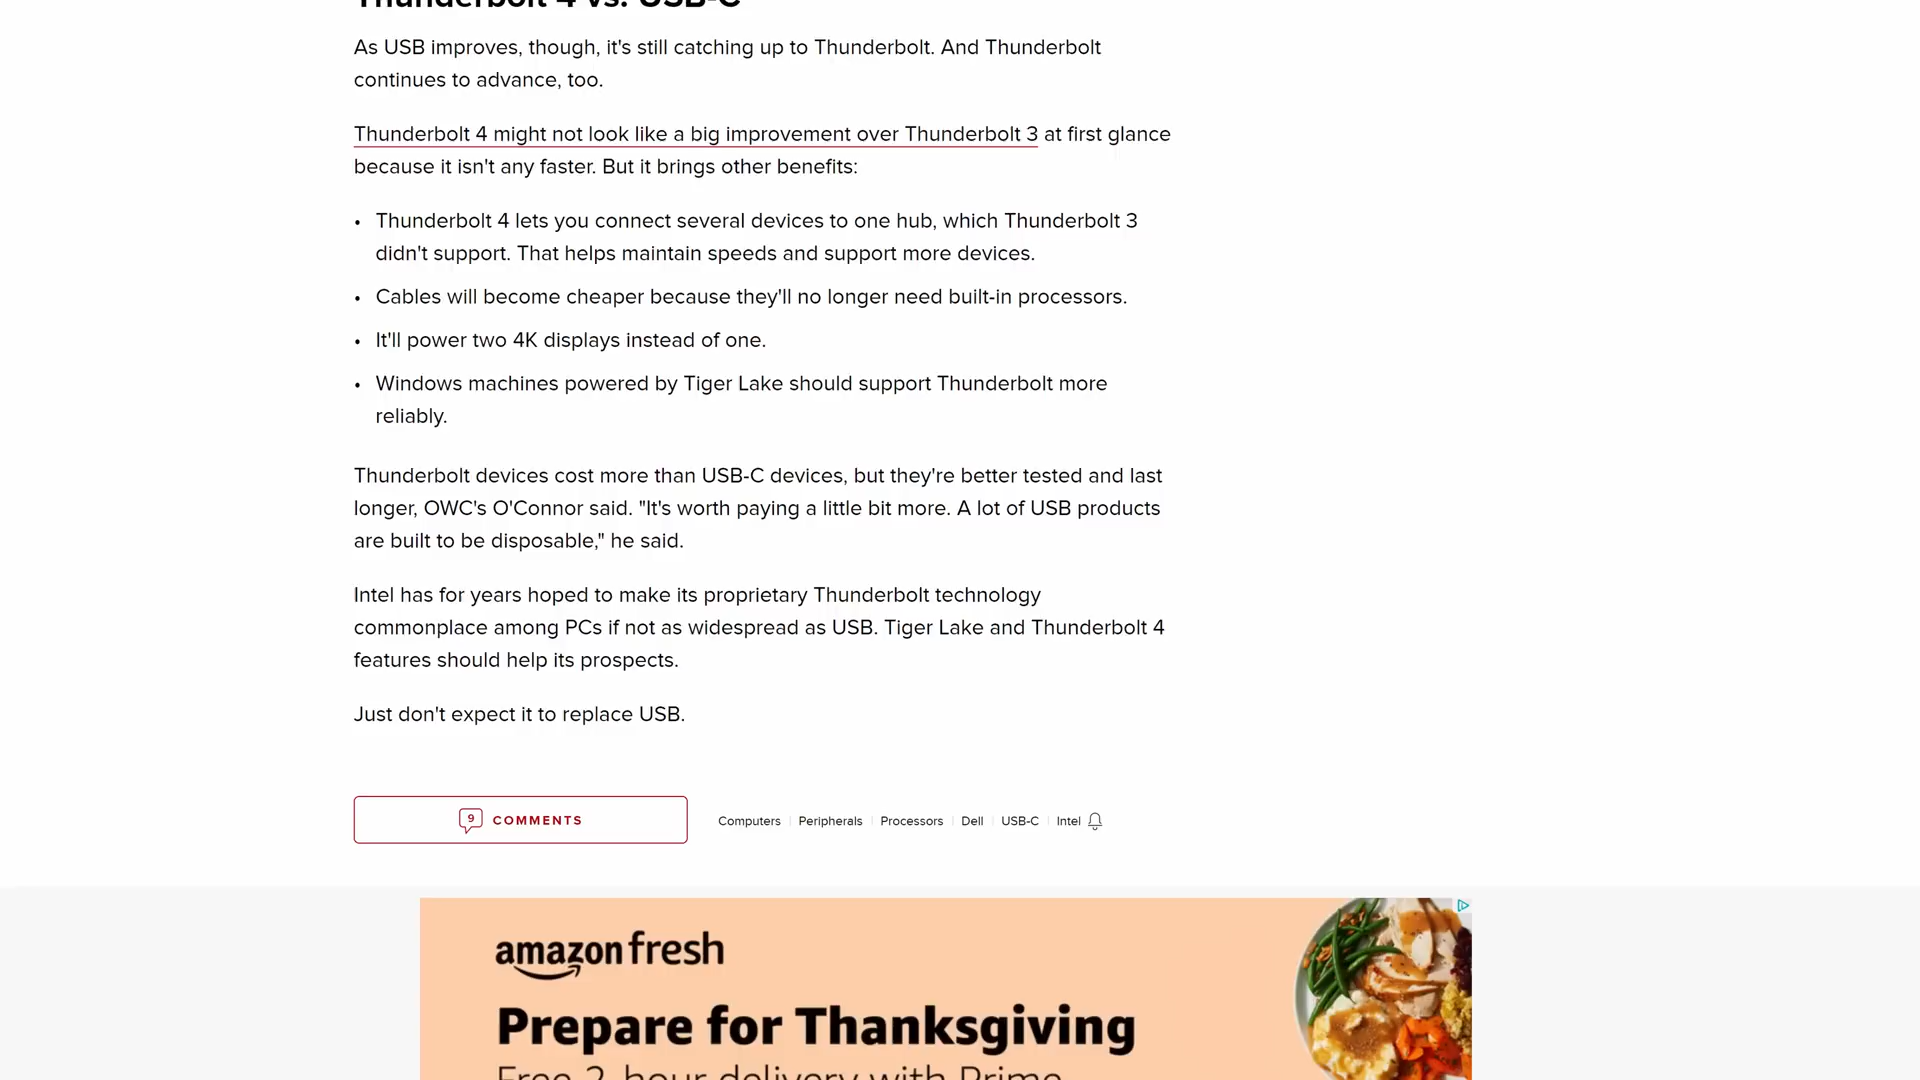 Thunderbolt 4 vs. USB-C
As USB improves, though, it's still catching up to Thunderbolt. And Thunderbolt
continues to advance, too.
Thunderbolt 4 might not look like a big improvement over Thunderbolt 3 at first glance
because it isn't any faster. But it brings other benefits:
• Thunderbolt 4 lets you connect several devices to one hub, which Thunderbolt 3
didn't support. That helps maintain speeds and support more devices.
• Cables will become cheaper because they'll no longer need built-in processors.
• It'll power two 4K displays instead of one.
• Windows machines powered by Tiger Lake should support Thunderbolt more
reliably.
Thunderbolt devices cost more than USB-C devices, but they're better tested and last
longer, OWC's O'Connor said. "It's worth paying a little bit more. A lot of USB products
are built to be disposable," he said.
Intel has for years hoped to make its proprietary Thunderbolt technology
commonplace among PCs if not as widespread as USB. Tiger Lake and Thunderbolt 4
features should help its prospects.
Just don't expect it to replace USB.
9 COMMENTS Computers Peripherals Processors Dell USB-C Intel
amazon fresh
Prepare for Thanksgiving
Free 2-hour delivery with Prime